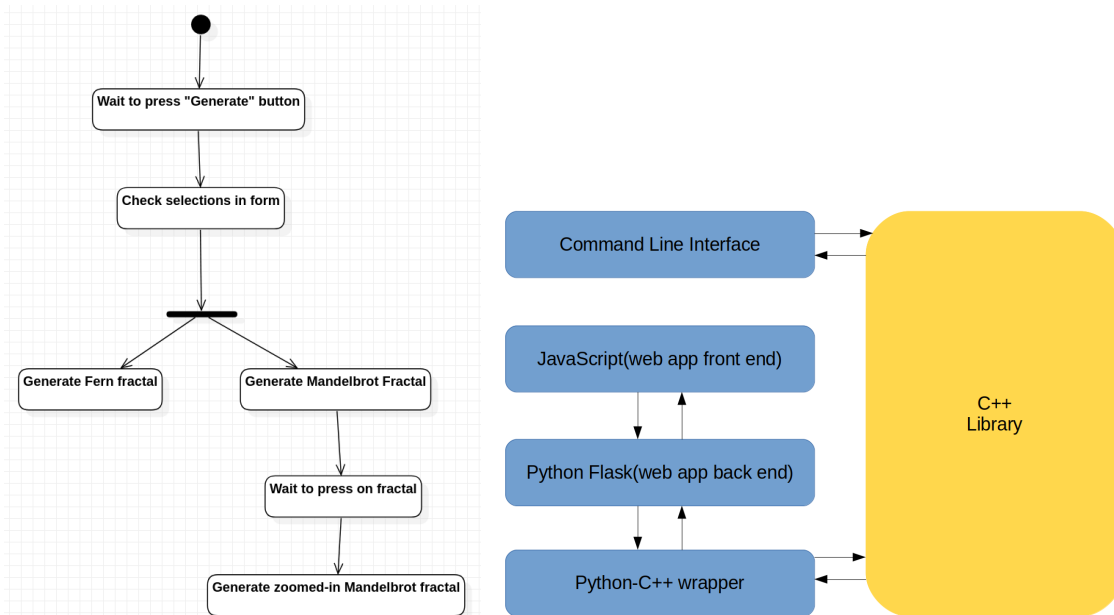 Wait to press "Generate" button
Check selections in form
Generate Fern fractal
Generate Mandelbrot Fractal
Wait to press on fractal
Generate zoomed-in Mandelbrot fractal
Command Line Interface
JavaScript(web app front end)
Python Flask(web app back end)
Python-C++ wrapper
C++
Library